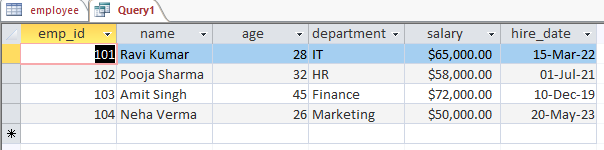 employee Query1
emp_id name age department salary hire_date
101 Ravi Kumar 28 IT $65,000.00 15-Mar-22
102 Pooja Sharma 32 HR $58,000.00 01-Jul-21
103 Amit Singh 45 Finance $72,000.00 10-Dec-19
104 Neha Verma 26 Marketing $50,000.00 20-May-23